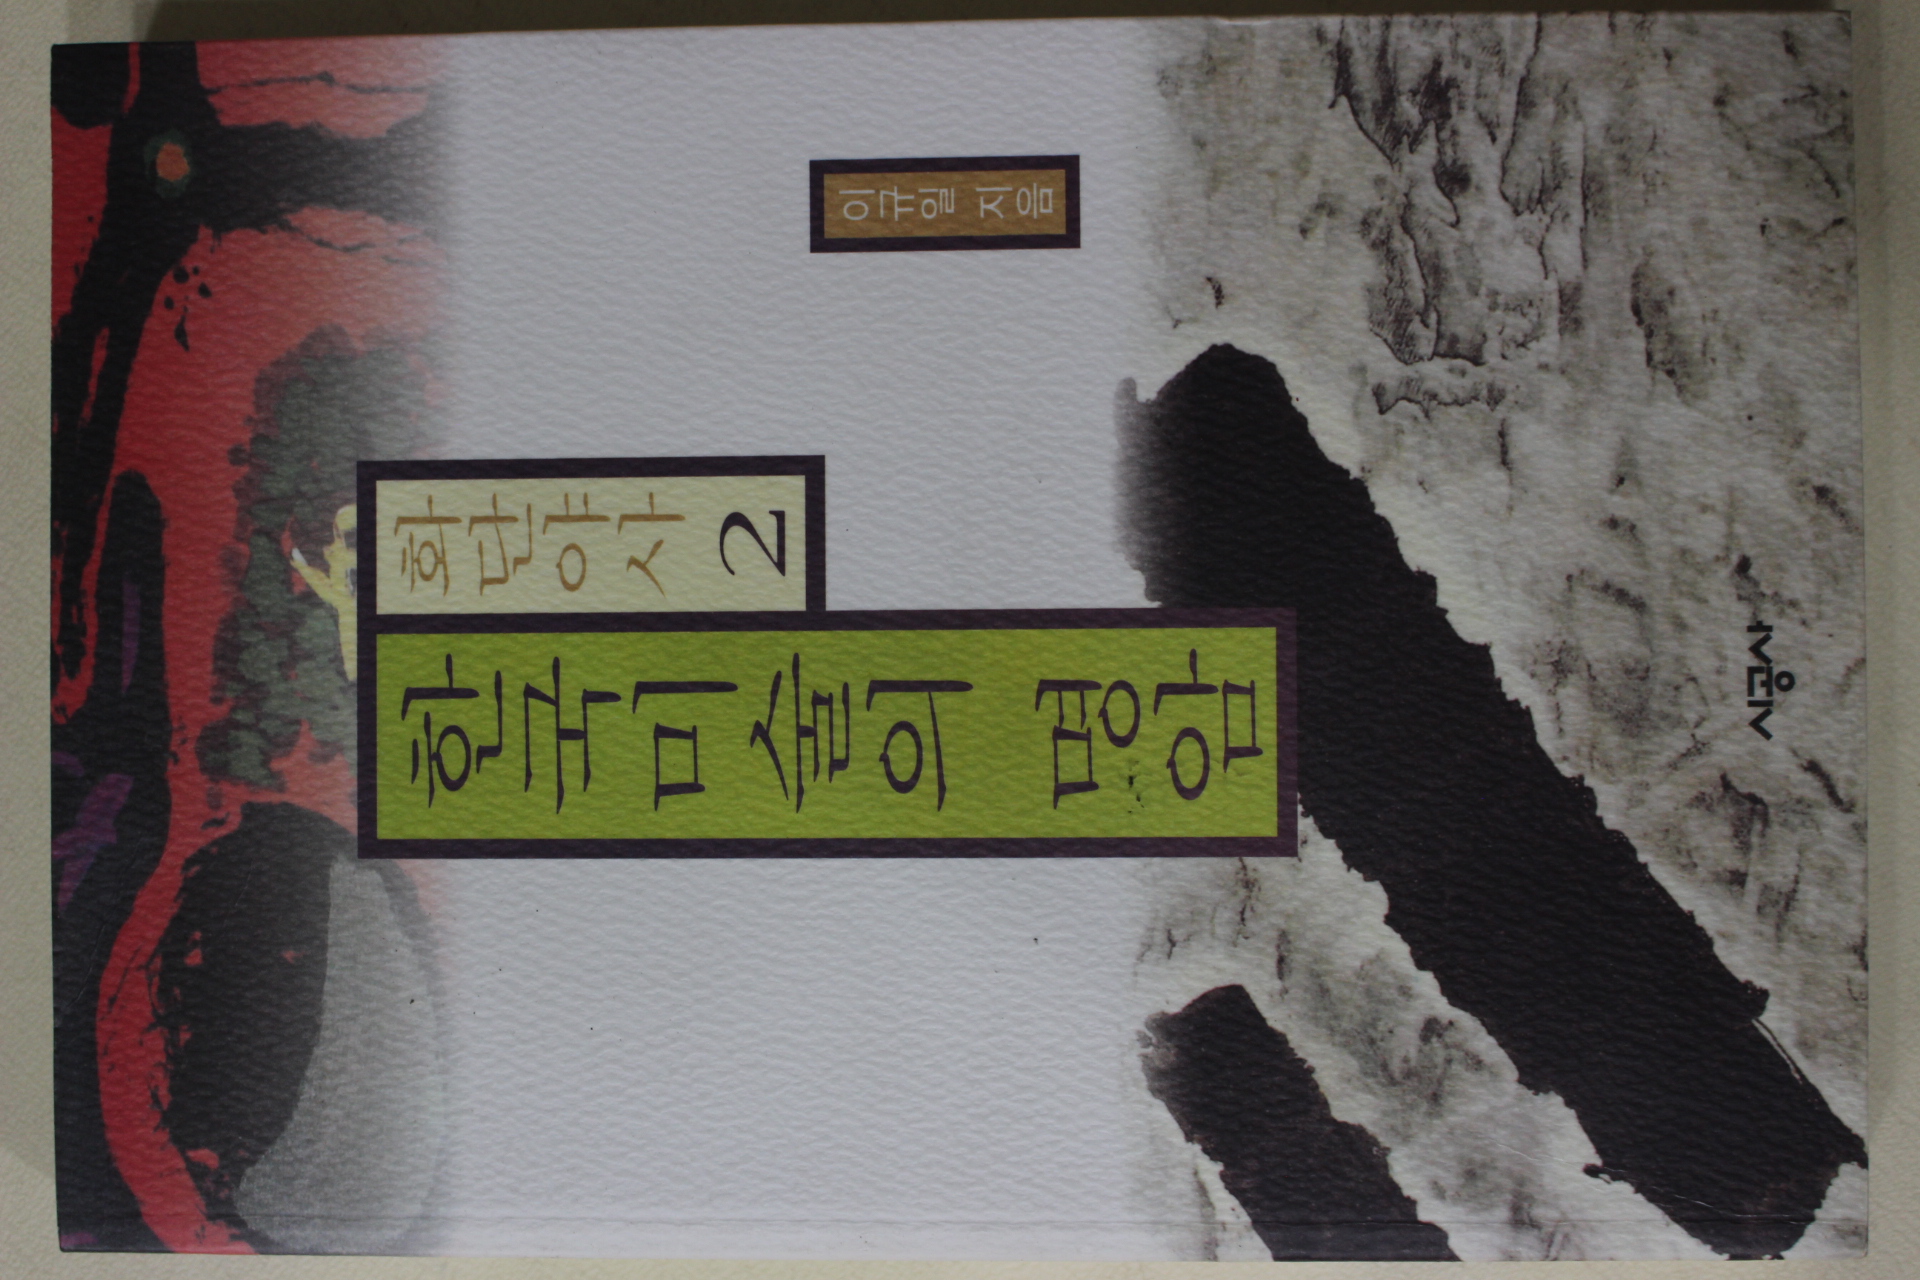 이규일 지음
화단야사 2
한국미술의 명암
시공사